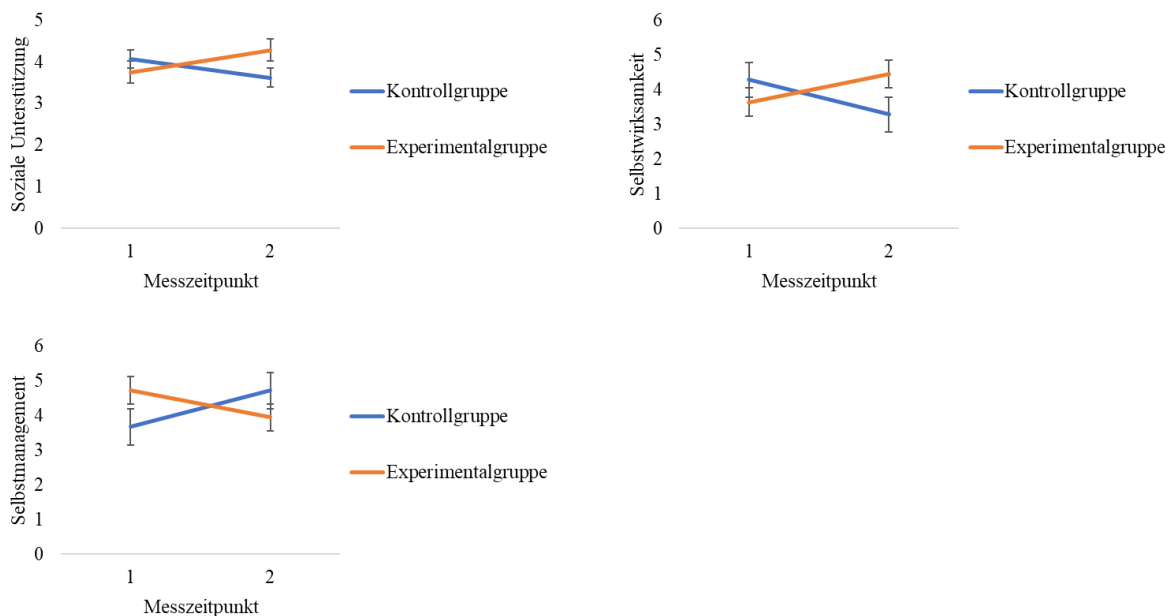 Soziale Unterstützung
5
4
3
2
1
0
1 2
Messzeitpunkt
Kontrollgruppe
Experimentalgruppe
Selbstwirksamkeit
6
5
4
3
2
1
0
1 2
Messzeitpunkt
Kontrollgruppe
Experimentalgruppe
Selbstmanagement
6
5
4
3
2
1
0
1 2
Messzeitpunkt
Kontrollgruppe
Experimentalgruppe